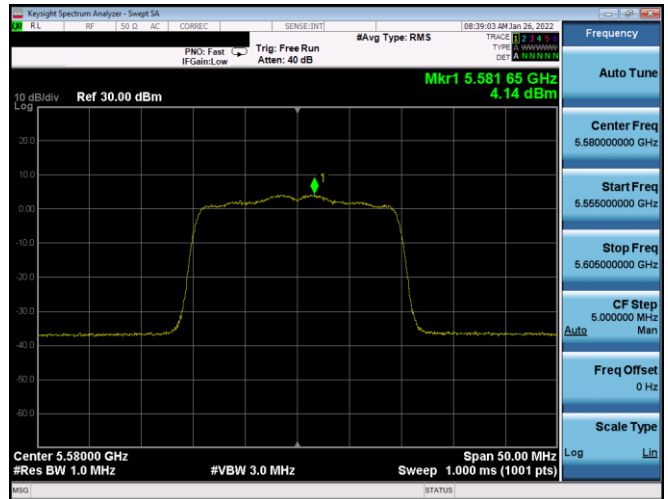 Keysight Spectrum Analyzer - Swept SA
RL RF 50 Ω AC CORREC SENSE:INT 08:39:03 AM Jan 26, 2022
#Avg Type: RMS
TRACE 1 2 3 4 5 6
TYPE A WWWWW
DET A N N N N N
PNO: Fast
IFGain:Low
Trig: Free Run
Atten: 40 dB
Mkr1 5.581 65 GHz
4.14 dBm
10 dB/div Ref 30.00 dBm
Log
20.0
10.0
0.00
-10.0
-20.0
-30.0
-40.0
-50.0
-60.0
1
Center 5.58000 GHz
#Res BW 1.0 MHz
#VBW 3.0 MHz
Span 50.00 MHz
Sweep 1.000 ms (1001 pts)
MSG
STATUS
Frequency
Auto Tune
Center Freq
5.580000000 GHz
Start Freq
5.555000000 GHz
Stop Freq
5.605000000 GHz
CF Step
5.000000 MHz
Auto Man
Freq Offset
0 Hz
Scale Type
Log Lin